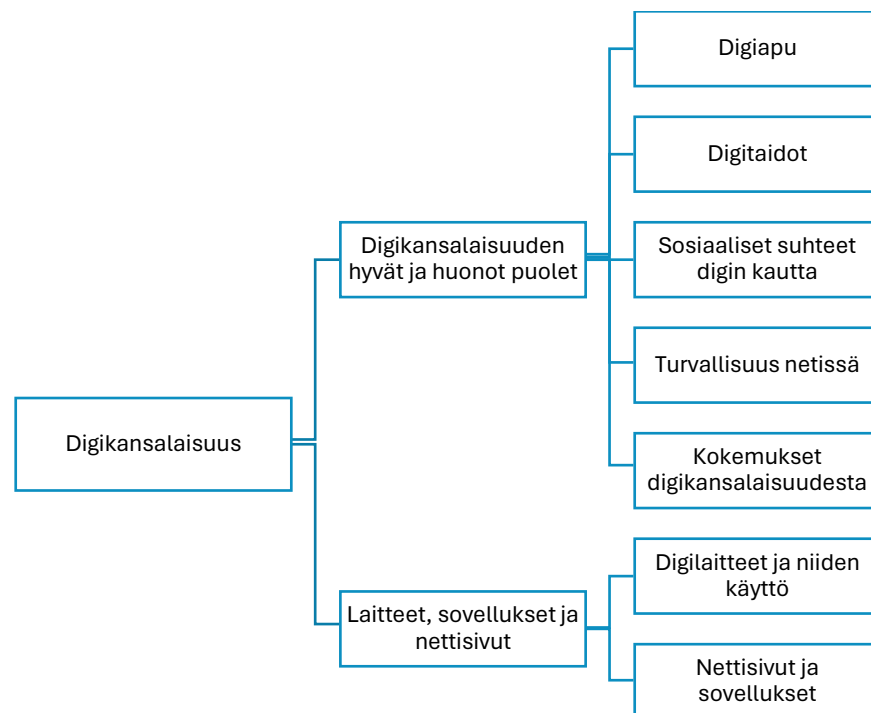 Digikansalaisuus
Digikansalaisuuden
hyvät ja huonot puolet
Digiapu
Digitaidot
Sosiaaliset suhteet
digin kautta
Turvallisuus netissä
Kokemukset
digikansalaisuudesta
Laitteet, sovellukset ja
nettisivut
Digilaitteet ja niiden
käyttö
Nettisivut ja
sovellukset